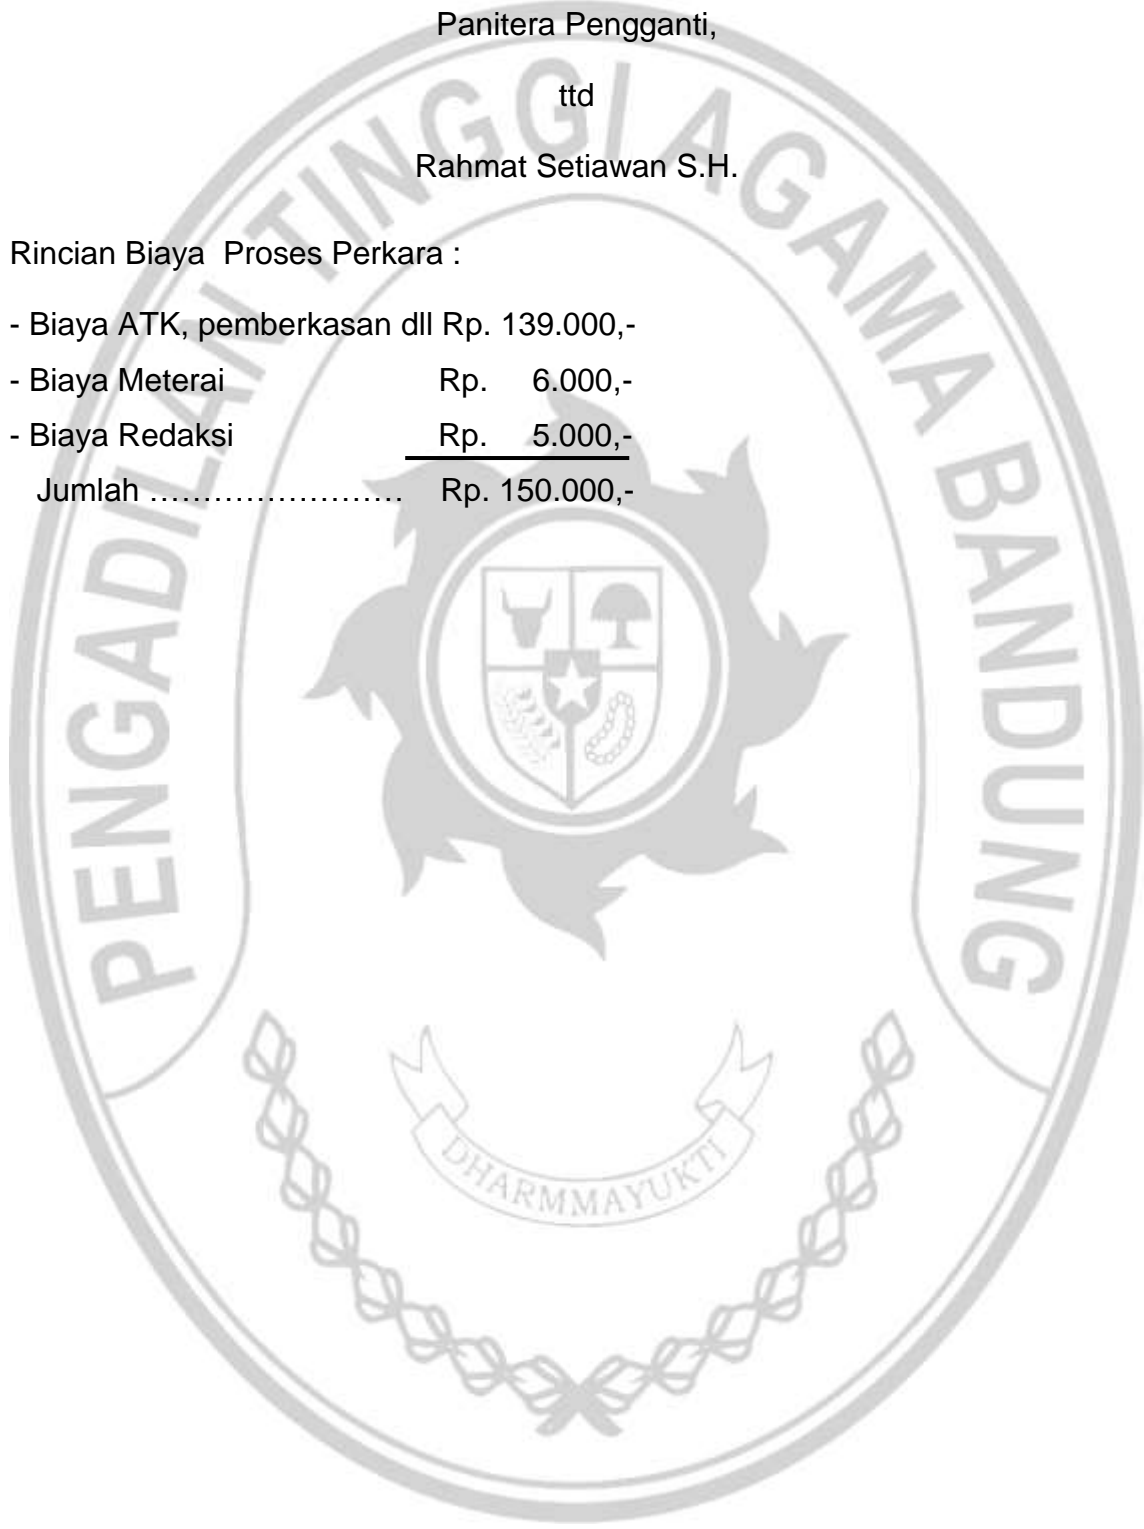 Panitera Pengganti,
ttd
Rahmat Setiawan S.H.
Rincian Biaya  Proses Perkara :
- Biaya ATK, pemberkasan dll Rp. 139.000,-
- Biaya Meterai Rp. 6.000,-
- Biaya Redaksi Rp. 5.000,-
Jumlah …………………… Rp. 150.000,-
PENGADILAN TINGGI AGAMA BANDUNG
DHARMMAYUKTI